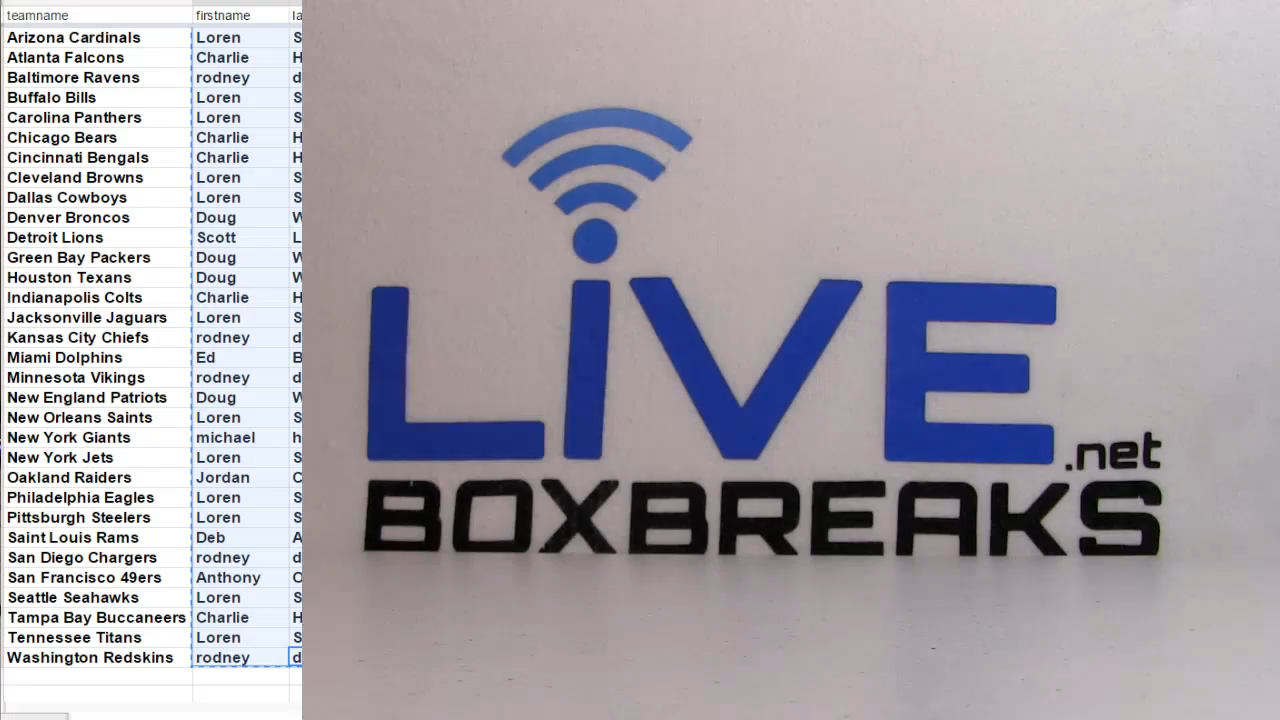 teamname firstname la
Arizona Cardinals Loren S
Atlanta Falcons Charlie H
Baltimore Ravens rodney d
Buffalo Bills Loren S
Carolina Panthers Loren S
Chicago Bears Charlie H
Cincinnati Bengals Charlie H
Cleveland Browns Loren S
Dallas Cowboys Loren S
Denver Broncos Doug W
Detroit Lions Scott L
Green Bay Packers Doug W
Houston Texans Doug W
Indianapolis Colts Charlie H
Jacksonville Jaguars Loren S
Kansas City Chiefs rodney d
Miami Dolphins Ed B
Minnesota Vikings rodney d
New England Patriots Doug W
New Orleans Saints Loren S
New York Giants michael h
New York Jets Loren S
Oakland Raiders Jordan C
Philadelphia Eagles Loren S
Pittsburgh Steelers Loren S
Saint Louis Rams Deb A
San Diego Chargers rodney d
San Francisco 49ers Anthony C
Seattle Seahawks Loren S
Tampa Bay Buccaneers Charlie H
Tennessee Titans Loren S
Washington Redskins rodney d
LiVE.net
BOXBREAKS